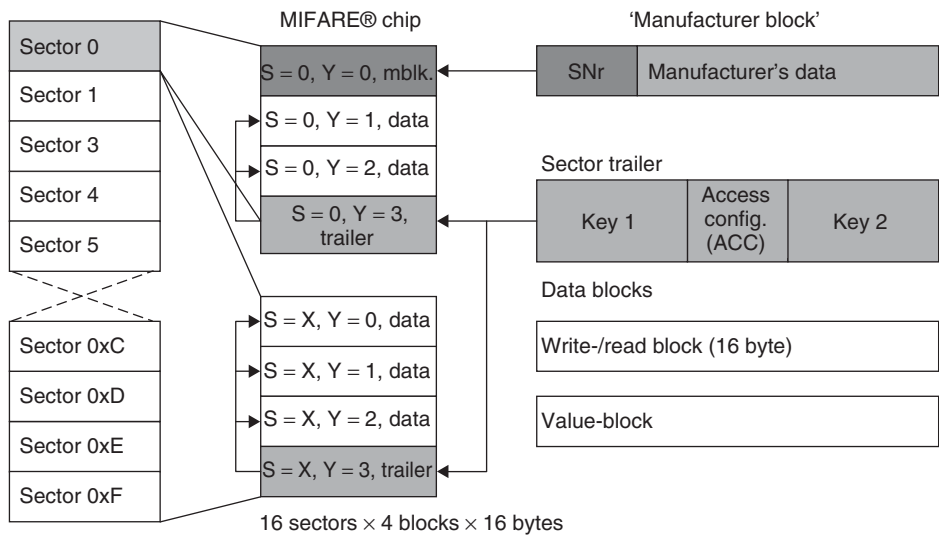 MIFARE® chip
'Manufacturer block'
Sector 0
Sector 1
Sector 3
Sector 4
Sector 5
Sector 0xC
Sector 0xD
Sector 0xE
Sector 0xF
S = 0, Y = 0, mblk.
S = 0, Y = 1, data
S = 0, Y = 2, data
S = 0, Y = 3,
trailer
S = X, Y = 0, data
S = X, Y = 1, data
S = X, Y = 2, data
S = X, Y = 3, trailer
16 sectors × 4 blocks × 16 bytes
SNr
Manufacturer's data
Sector trailer
Key 1
Access
config.
(ACC)
Key 2
Data blocks
Write-/read block (16 byte)
Value-block